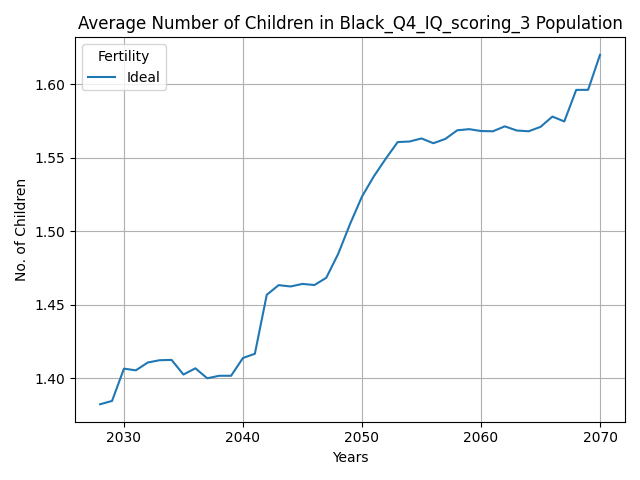 Average Number of Children in Black_Q4_IQ_scoring_3 Population
Fertility
Ideal
No. of Children
1.60
1.55
1.50
1.45
1.40
2030 2040 2050 2060 2070
Years